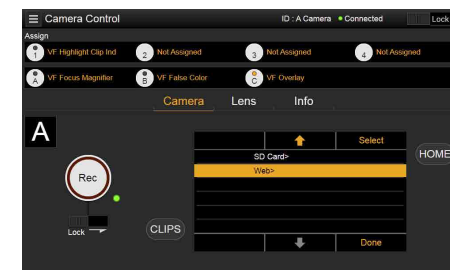 Camera Control ID : A Camera Connected Lock
Assign
1 VF Highlight Clip Ind 2 Not Assigned 3 Not Assigned 4 Not Assigned
A VF Focus Magnifier B VF False Color C VF Overlay
Camera Lens Info
A
Select
SD Card>
HOME
Web>
Rec
Lock
CLIPS
Done